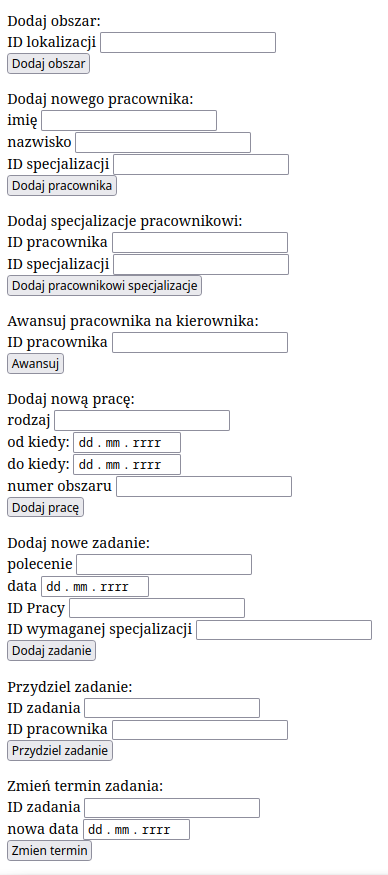 Dodaj obszar:
ID lokalizacji
Dodaj obszar
Dodaj nowego pracownika:
imię
nazwisko
ID specjalizacji
Dodaj pracownika
Dodaj specjalizacje pracownikowi:
ID pracownika
ID specjalizacji
Dodaj pracownikowi specjalizacje
Awansuj pracownika na kierownika:
ID pracownika
Awansuj
Dodaj nową pracę:
rodzaj
od kiedy: dd . mm . rrrr
do kiedy: dd . mm . rrrr
numer obszaru
Dodaj pracę
Dodaj nowe zadanie:
polecenie
data dd . mm . rrrr
ID Pracy
ID wymaganej specjalizacji
Dodaj zadanie
Przydziel zadanie:
ID zadania
ID pracownika
Przydziel zadanie
Zmień termin zadania:
ID zadania
nowa data dd . mm . rrrr
Zmien termin